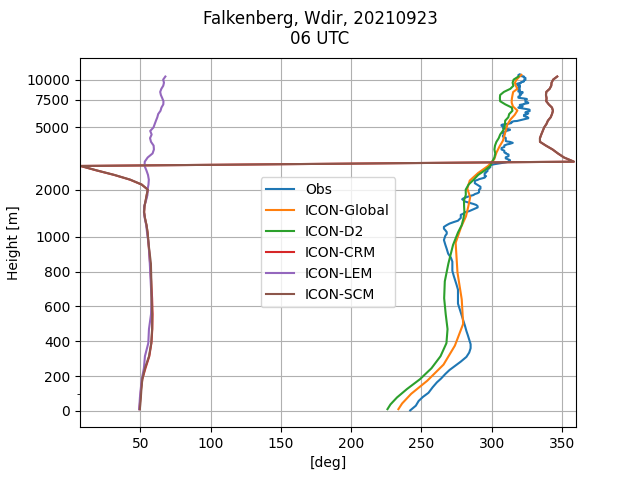 Falkenberg, Wdir, 20210923
06 UTC
10000
7500
5000
2000
1000
800
600
400
200
0
Height [m]
Obs
ICON-Global
ICON-D2
ICON-CRM
ICON-LEM
ICON-SCM
50 100 150 200 250 300 350
[deg]